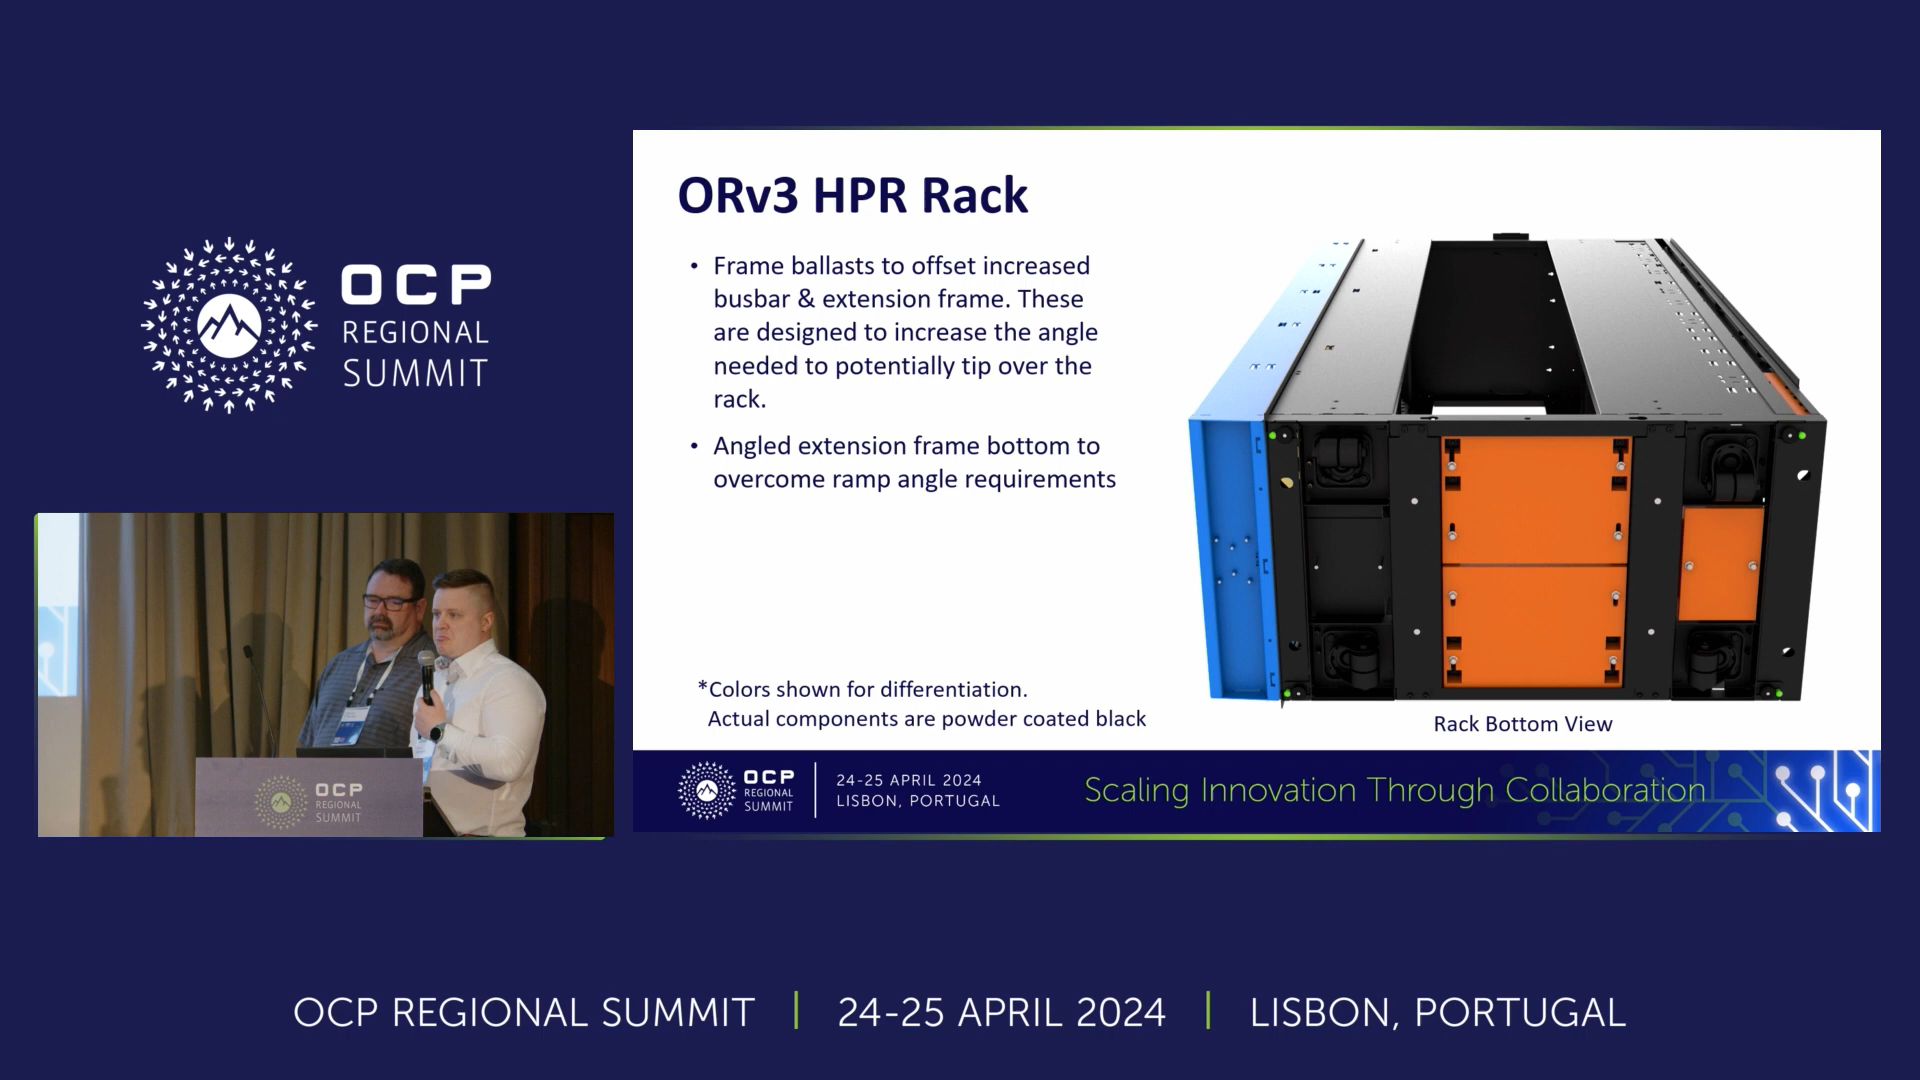 OCP
REGIONAL
SUMMIT
ORv3 HPR Rack
• Frame ballasts to offset increased
busbar & extension frame. These
are designed to increase the angle
needed to potentially tip over the
rack.
• Angled extension frame bottom to
overcome ramp angle requirements
*Colors shown for differentiation.
Actual components are powder coated black
Rack Bottom View
OCP
REGIONAL
SUMMIT
24-25 APRIL 2024
LISBON, PORTUGAL
Scaling Innovation Through Collaboration
OCP
REGIONAL
SUMMIT
OCP REGIONAL SUMMIT | 24-25 APRIL 2024 | LISBON, PORTUGAL